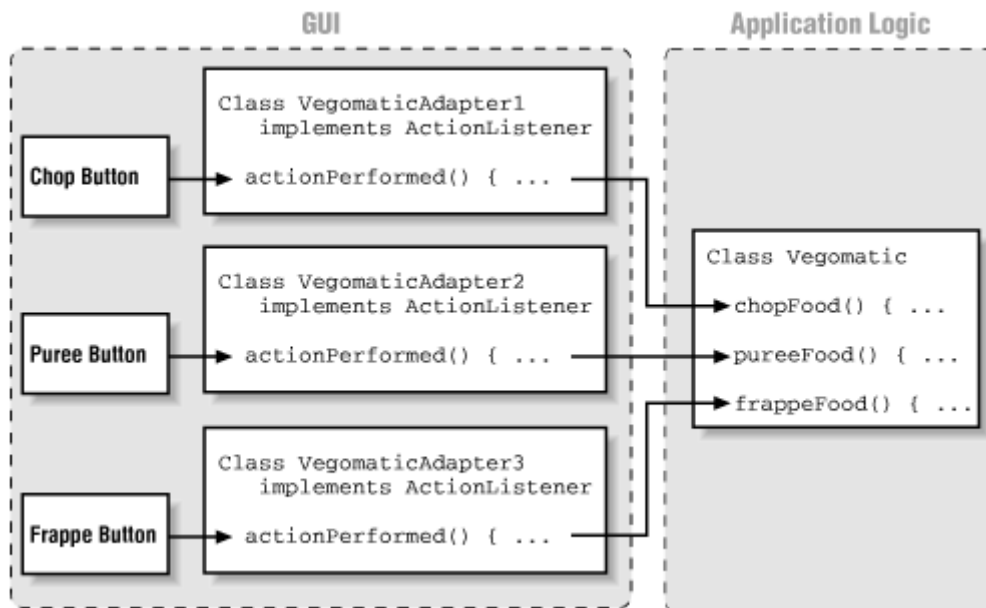 GUI
Application Logic
Class VegomaticAdapter1
implements ActionListener
Chop Button
actionPerformed() { ...
Class VegomaticAdapter2
implements ActionListener
Puree Button
actionPerformed() { ...
Class VegomaticAdapter3
implements ActionListener
Frappe Button
actionPerformed() { ...
Class Vegomatic
chopFood() { ...
pureeFood() { ...
frappeFood() { ...